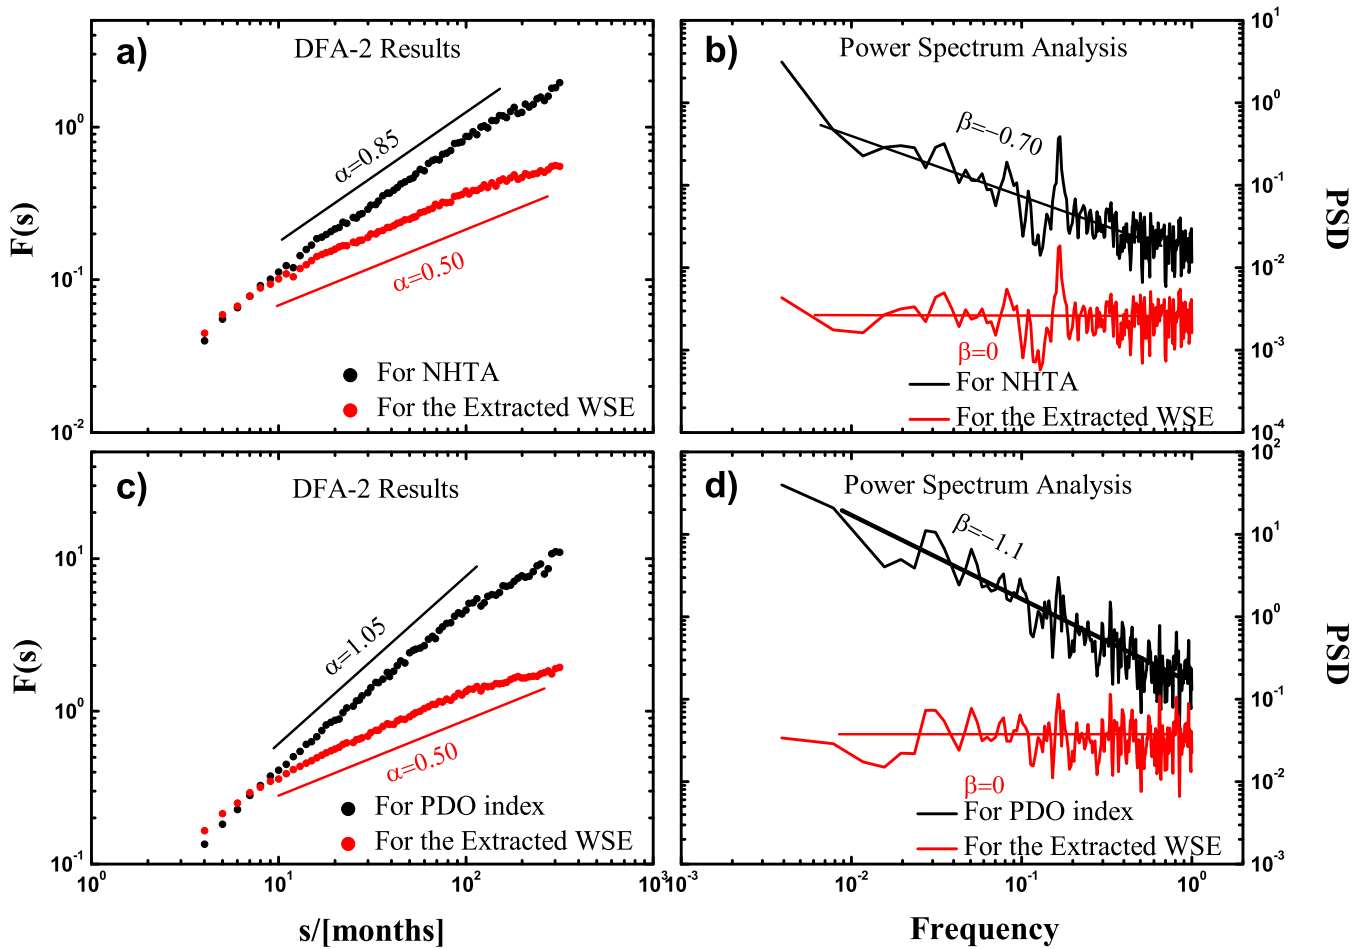 a)
DFA-2 Results
α=0.85
α=0.50
For NHTA
For the Extracted WSE
F(s)
10^0
10^-1
10^-2
b)
Power Spectrum Analysis
β=−0.70
β=0
For NHTA
For the Extracted WSE
PSD
10^1
10^0
10^-1
10^-2
10^-3
10^-4
c)
DFA-2 Results
α=1.05
α=0.50
For PDO index
For the Extracted WSE
F(s)
10^1
10^0
10^-1
10^0
10^1
10^2
10^3
s/[months]
d)
Power Spectrum Analysis
β=−1.1
β=0
For PDO index
For the Extracted WSE
PSD
10^2
10^1
10^0
10^-1
10^-2
10^-3
10^-3
10^-2
10^-1
10^0
Frequency